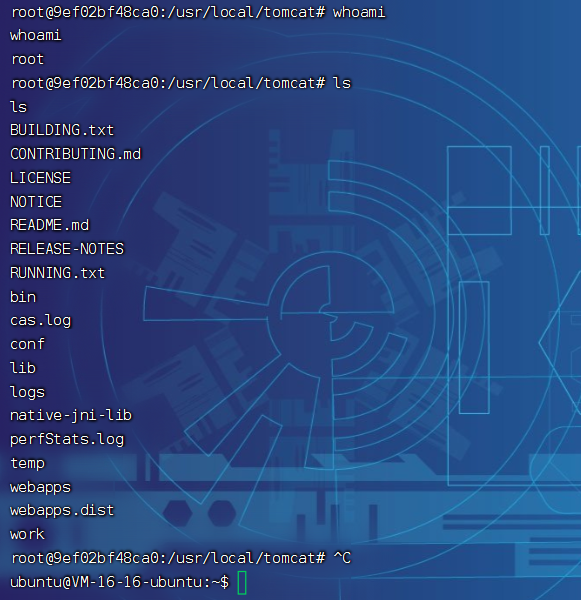 root@9ef02bf48ca0:/usr/local/tomcat# whoami
whoami
root
root@9ef02bf48ca0:/usr/local/tomcat# ls
ls
BUILDING.txt
CONTRIBUTING.md
LICENSE
NOTICE
README.md
RELEASE-NOTES
RUNNING.txt
bin
cas.log
conf
lib
logs
native-jni-lib
perfStats.log
temp
webapps
webapps.dist
work
root@9ef02bf48ca0:/usr/local/tomcat# ^C
ubuntu@VM-16-16-ubuntu:~$